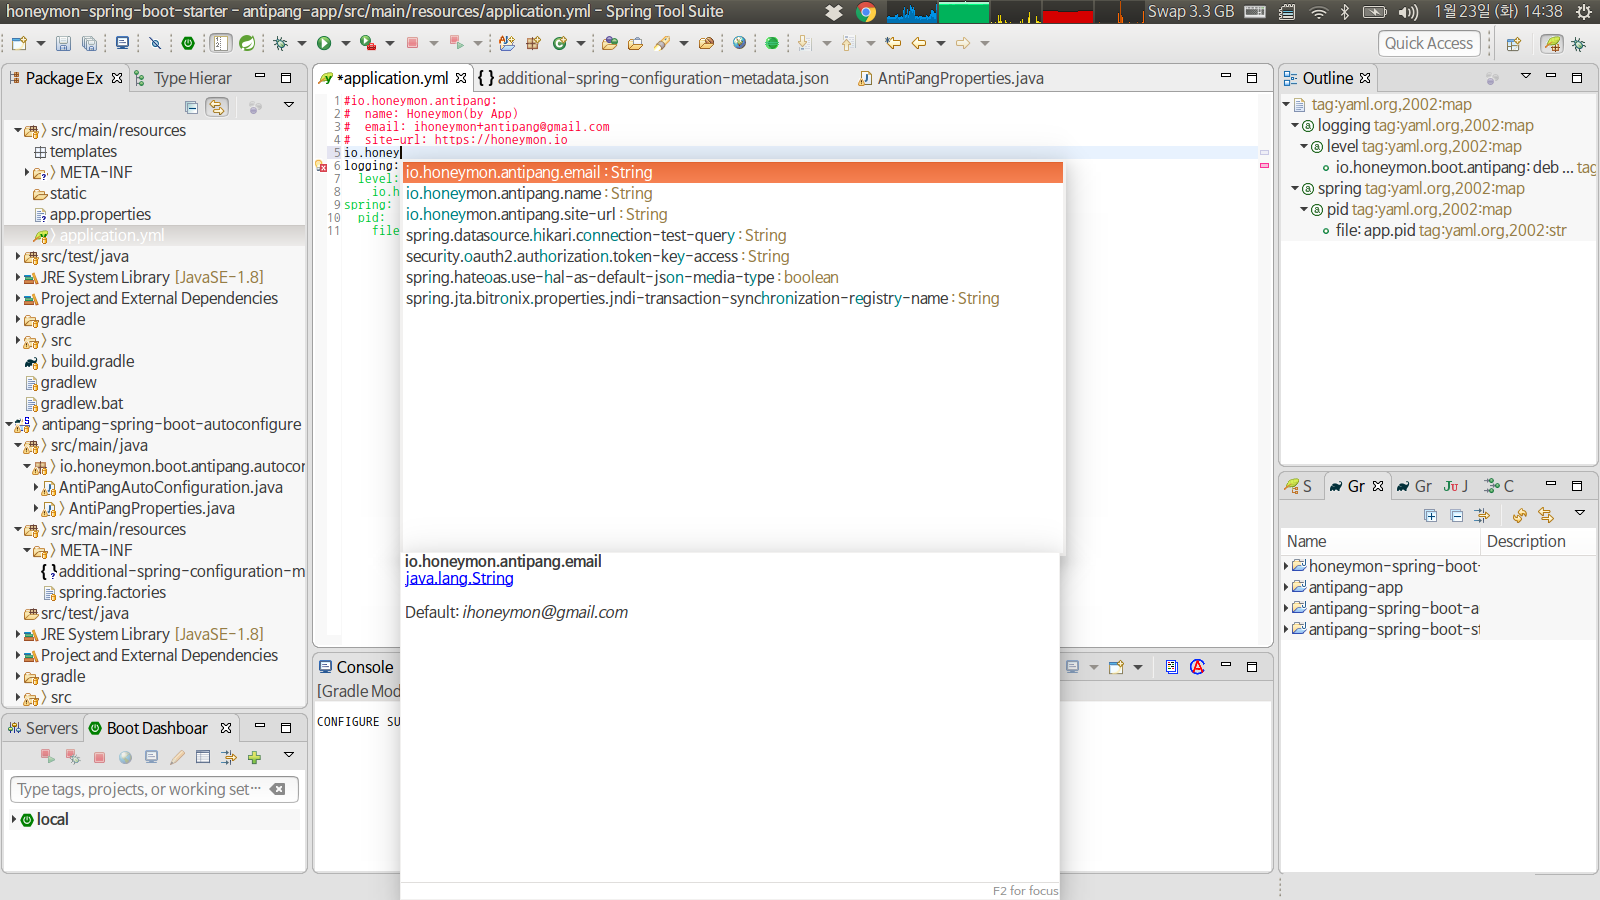 honeymon-spring-boot-starter – antipang-app/src/main/resources/application.yml – Spring Tool Suite
Swap 3.3 GB
1월 23일 (화) 14:38
Quick Access
Package Ex
Type Hierar
src/main/resources
templates
META-INF
static
app.properties
application.yml
src/test/java
JRE System Library [JavaSE-1.8]
Project and External Dependencies
gradle
src
build.gradle
gradlew
gradlew.bat
antipang-spring-boot-autoconfigure
src/main/java
io.honeymon.boot.antipang.autocor
AntiPangAutoConfiguration.java
AntiPangProperties.java
src/main/resources
META-INF
additional-spring-configuration-m
spring.factories
src/test/java
JRE System Library [JavaSE-1.8]
Project and External Dependencies
gradle
src
*application.yml
{ } additional-spring-configuration-metadata.json
AntiPangProperties.java
1 #io.honeymon.antipang:
2 #  name: Honeymon(by App)
3 #  email: ihoneymon+antipang@gmail.com
4 #  site-url: https://honeymon.io
5 io.honey
6 logging:
7   level:
8     io.h
9 spring:
10   pid:
11     file
io.honeymon.antipang.email : String
io.honeymon.antipang.name : String
io.honeymon.antipang.site-url : String
spring.datasource.hikari.connection-test-query : String
security.oauth2.authorization.token-key-access : String
spring.hateoas.use-hal-as-default-json-media-type : boolean
spring.jta.bitronix.properties.jndi-transaction-synchronization-registry-name : String
io.honeymon.antipang.email
java.lang.String
Default: ihoneymon@gmail.com
F2 for focus
Console
[Gradle Mod
CONFIGURE SU
Servers
Boot Dashboar
Type tags, projects, or working set···
local
Outline
tag:yaml.org,2002:map
logging tag:yaml.org,2002:map
level tag:yaml.org,2002:map
io.honeymon.boot.antipang: deb ... tag
spring tag:yaml.org,2002:map
pid tag:yaml.org,2002:map
file: app.pid tag:yaml.org,2002:str
S
Gr
Gr
Ju J
C
Name
Description
honeymon-spring-boot-
antipang-app
antipang-spring-boot-a
antipang-spring-boot-st